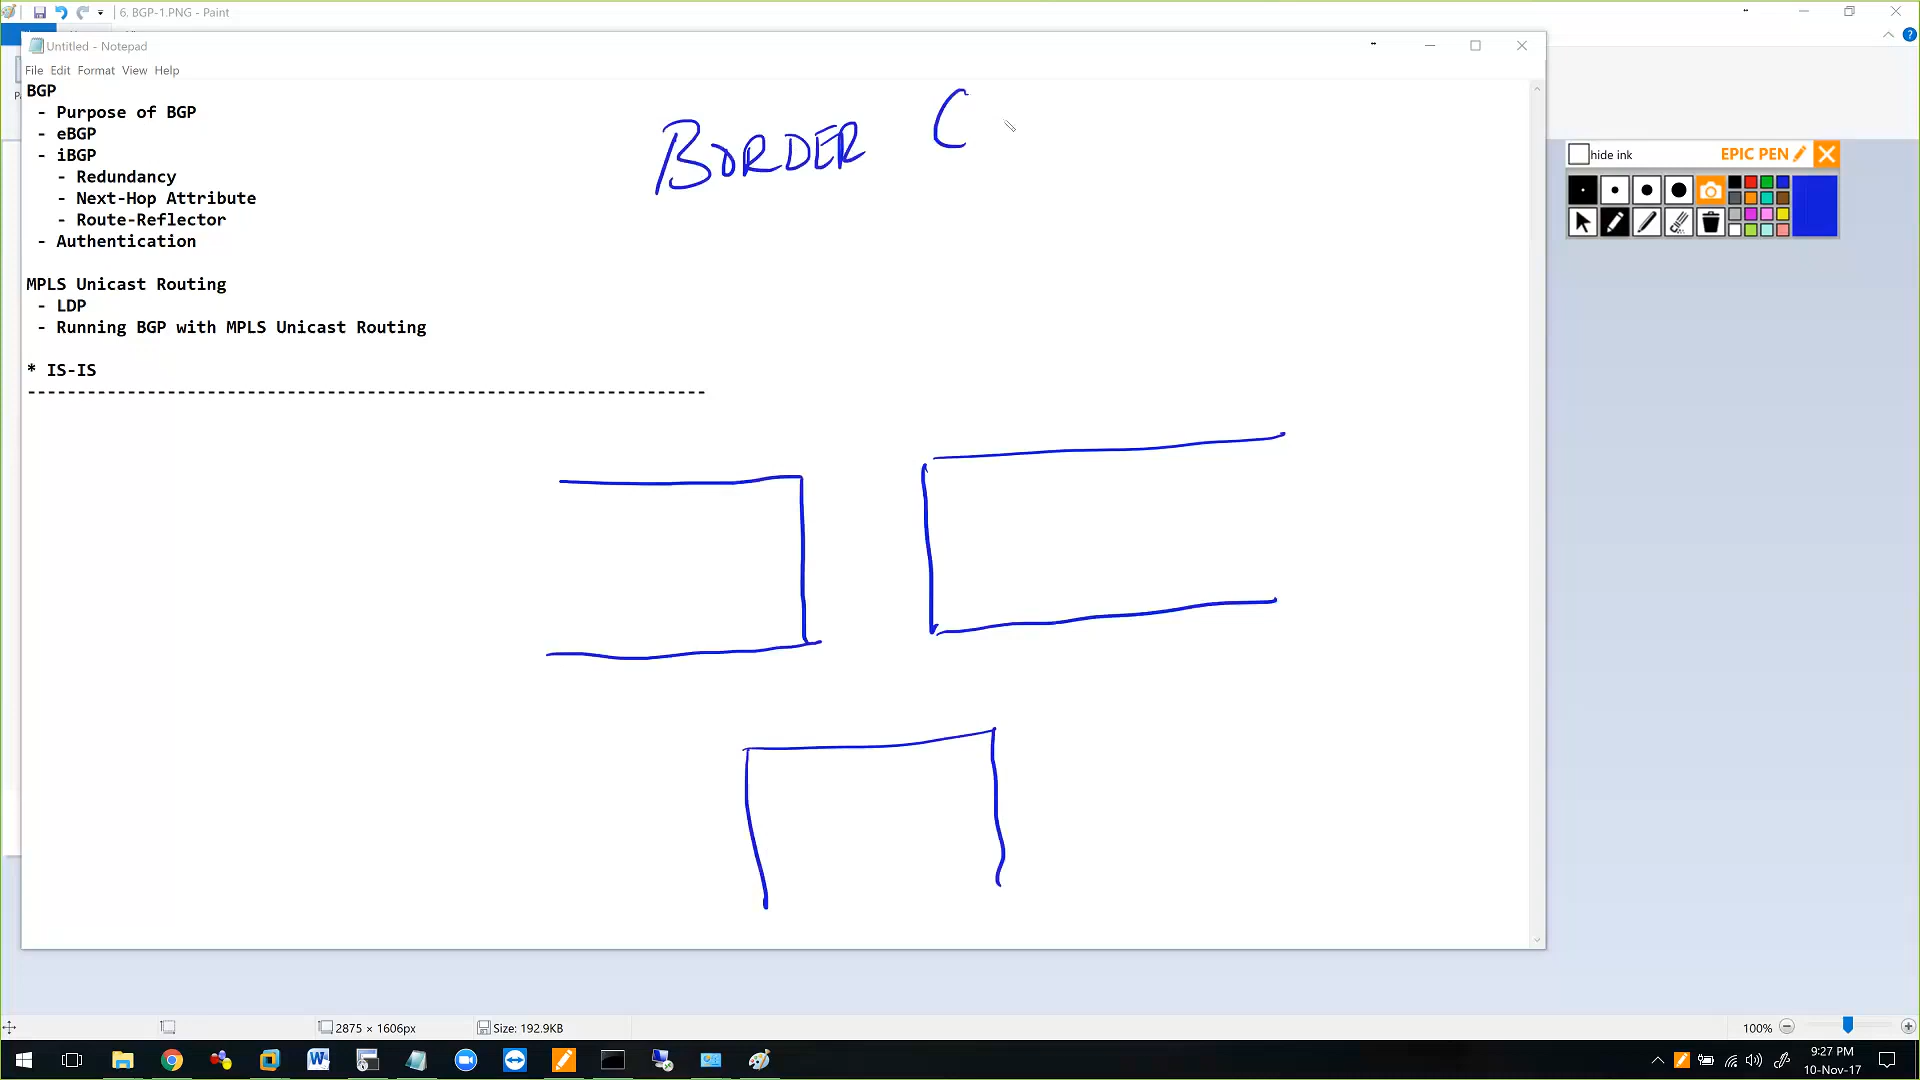 6. BGP-1.PNG - Paint
Untitled - Notepad
File Edit Format View Help
BGP
- Purpose of BGP
- eBGP
- iBGP
- Redundancy
- Next-Hop Attribute
- Route-Reflector
- Authentication
MPLS Unicast Routing
- LDP
- Running BGP with MPLS Unicast Routing
* IS-IS
--------------------------------------------------------------------
BORDER C
hide ink EPIC PEN
2875 × 1606px Size: 192.9KB 100%
9:27 PM
10-Nov-17